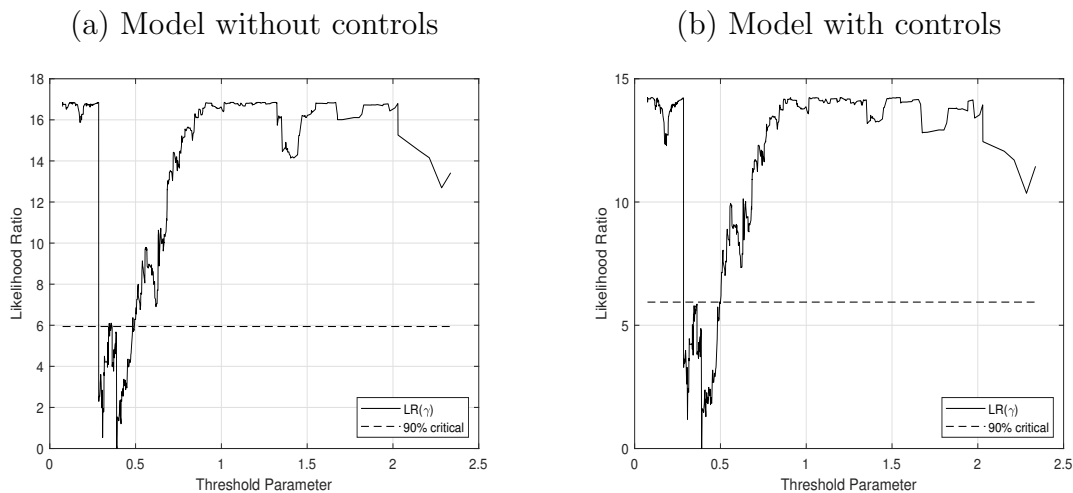 (a) Model without controls
(b) Model with controls
18
16
14
12
10
8
6
4
2
0
Likelihood Ratio
0
0.5
1
1.5
2
2.5
Threshold Parameter
LR(γ)
90% critical
15
10
5
0
Likelihood Ratio
0
0.5
1
1.5
2
2.5
Threshold Parameter
LR(γ)
90% critical